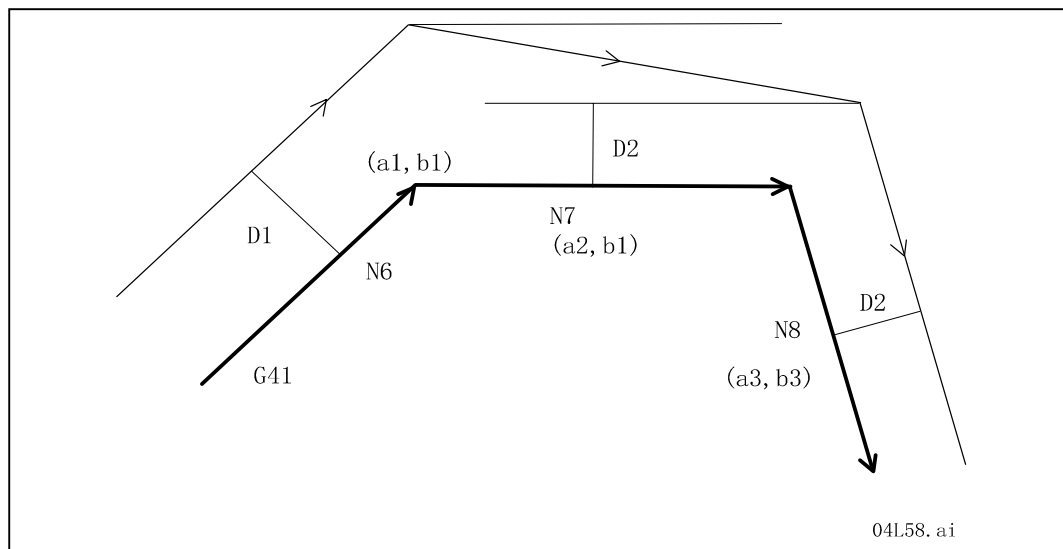 D2
(a1,b1)
N7
D1
(a2,b1)
N6
D2
N8
G41
(a3,b3)
04L58.ai